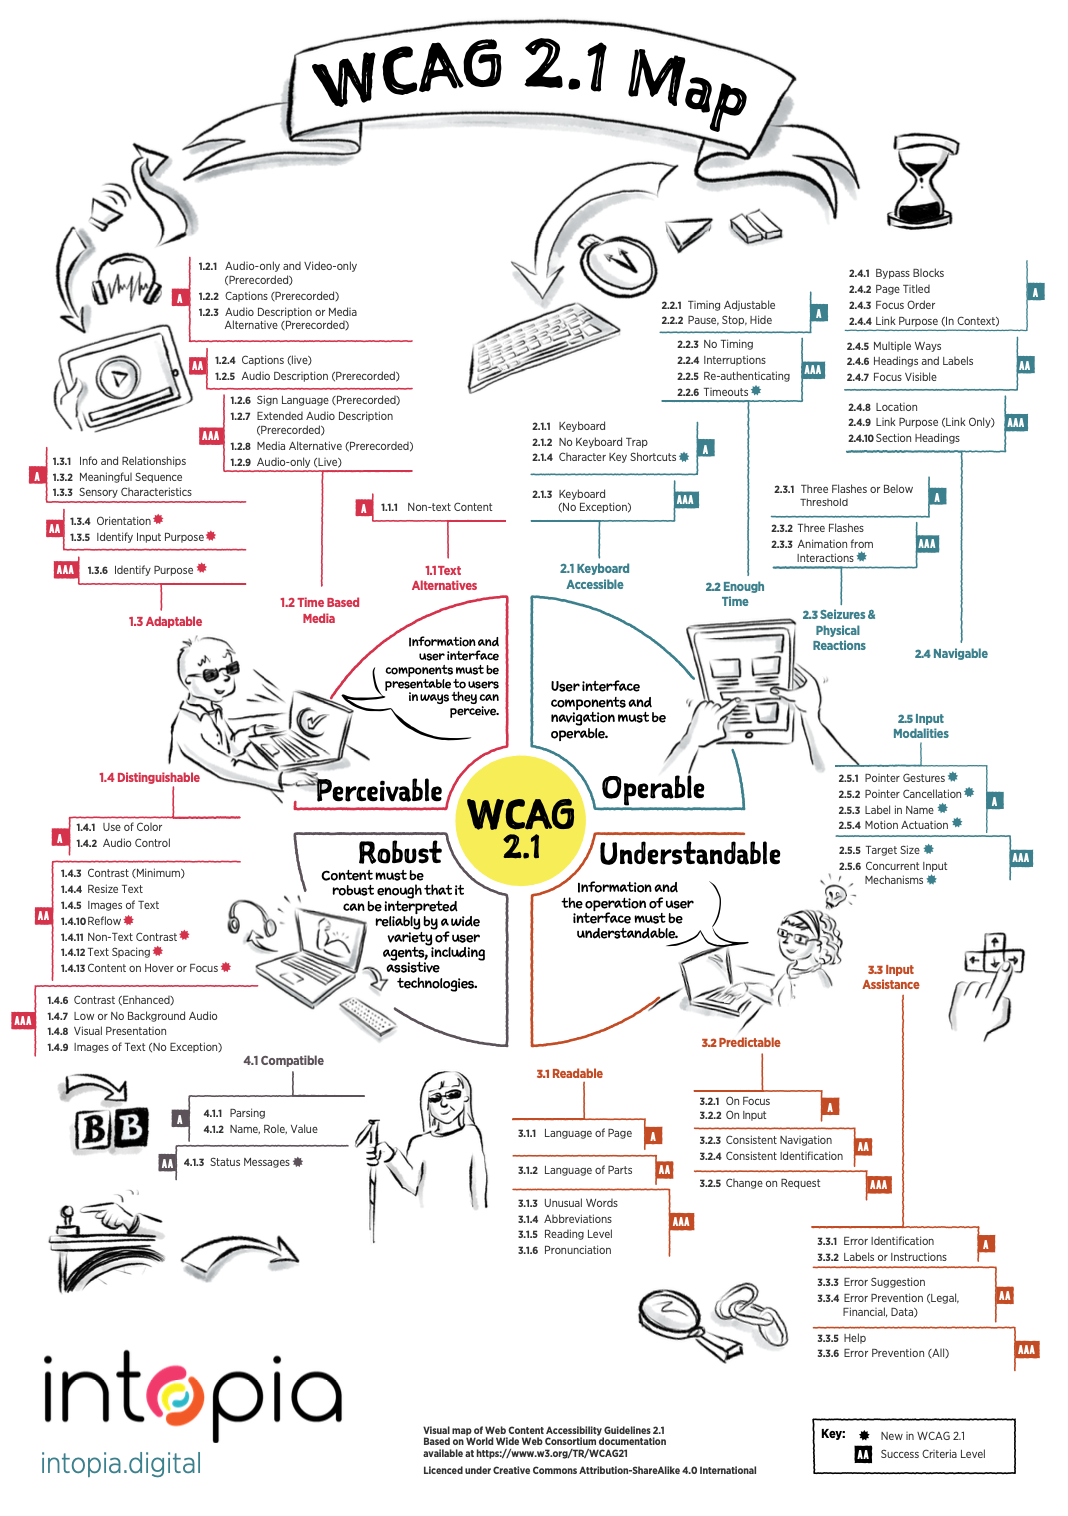 WCAG 2.1 Map
A
1.2.1 Audio-only and Video-only
(Prerecorded)
1.2.2 Captions (Prerecorded)
1.2.3 Audio Description or Media
Alternative (Prerecorded)
AA
1.2.4 Captions (live)
1.2.5 Audio Description (Prerecorded)
AAA
1.2.6 Sign Language (Prerecorded)
1.2.7 Extended Audio Description
(Prerecorded)
1.2.8 Media Alternative (Prerecorded)
1.2.9 Audio-only (Live)
1.2 Time Based
Media
A
1.3.1 Info and Relationships
1.3.2 Meaningful Sequence
1.3.3 Sensory Characteristics
AA
1.3.4 Orientation
1.3.5 Identify Input Purpose
AAA
1.3.6 Identify Purpose
1.3 Adaptable
A
1.1.1 Non-text Content
1.1 Text
Alternatives
2.1.1 Keyboard
2.1.2 No Keyboard Trap
2.1.4 Character Key Shortcuts
A
2.1.3 Keyboard
(No Exception)
AAA
2.1 Keyboard
Accessible
2.2.1 Timing Adjustable
2.2.2 Pause, Stop, Hide
A
2.2.3 No Timing
2.2.4 Interruptions
2.2.5 Re-authenticating
2.2.6 Timeouts
AAA
2.2 Enough
Time
2.4.1 Bypass Blocks
2.4.2 Page Titled
2.4.3 Focus Order
2.4.4 Link Purpose (In Context)
A
2.4.5 Multiple Ways
2.4.6 Headings and Labels
2.4.7 Focus Visible
AA
2.4.8 Location
2.4.9 Link Purpose (Link Only)
2.4.10 Section Headings
AAA
2.4 Navigable
2.3.1 Three Flashes or Below
Threshold
A
2.3.2 Three Flashes
2.3.3 Animation from
Interactions
AAA
2.3 Seizures &
Physical
Reactions
2.5 Input
Modalities
2.5.1 Pointer Gestures
2.5.2 Pointer Cancellation
2.5.3 Label in Name
2.5.4 Motion Actuation
A
2.5.5 Target Size
2.5.6 Concurrent Input
Mechanisms
AAA
Information and
user interface
components must be
presentable to users
in ways they can
perceive.
Perceivable
User interface
components and
navigation must be
operable.
Operable
WCAG
2.1
Robust
Content must be
robust enough that it
can be interpreted
reliably by a wide
variety of user
agents, including
assistive
technologies.
Understandable
Information and
the operation of user
interface must be
understandable.
1.4 Distinguishable
A
1.4.1 Use of Color
1.4.2 Audio Control
AA
1.4.3 Contrast (Minimum)
1.4.4 Resize Text
1.4.5 Images of Text
1.4.10 Reflow
1.4.11 Non-Text Contrast
1.4.12 Text Spacing
1.4.13 Content on Hover or Focus
AAA
1.4.6 Contrast (Enhanced)
1.4.7 Low or No Background Audio
1.4.8 Visual Presentation
1.4.9 Images of Text (No Exception)
4.1 Compatible
A
4.1.1 Parsing
4.1.2 Name, Role, Value
AA
4.1.3 Status Messages
B B
3.1 Readable
3.1.1 Language of Page
A
3.1.2 Language of Parts
AA
3.1.3 Unusual Words
3.1.4 Abbreviations
3.1.5 Reading Level
3.1.6 Pronunciation
AAA
3.2 Predictable
3.2.1 On Focus
3.2.2 On Input
A
3.2.3 Consistent Navigation
3.2.4 Consistent Identification
AA
3.2.5 Change on Request
AAA
3.3 Input
Assistance
3.3.1 Error Identification
3.3.2 Labels or Instructions
A
3.3.3 Error Suggestion
3.3.4 Error Prevention (Legal,
Financial, Data)
AA
3.3.5 Help
3.3.6 Error Prevention (All)
AAA
intopia
intopia.digital
Visual map of Web Content Accessibility Guidelines 2.1
Based on World Wide Web Consortium documentation
available at https://www.w3.org/TR/WCAG21
Licenced under Creative Commons Attribution-ShareAlike 4.0 International
Key: New in WCAG 2.1
AA Success Criteria Level